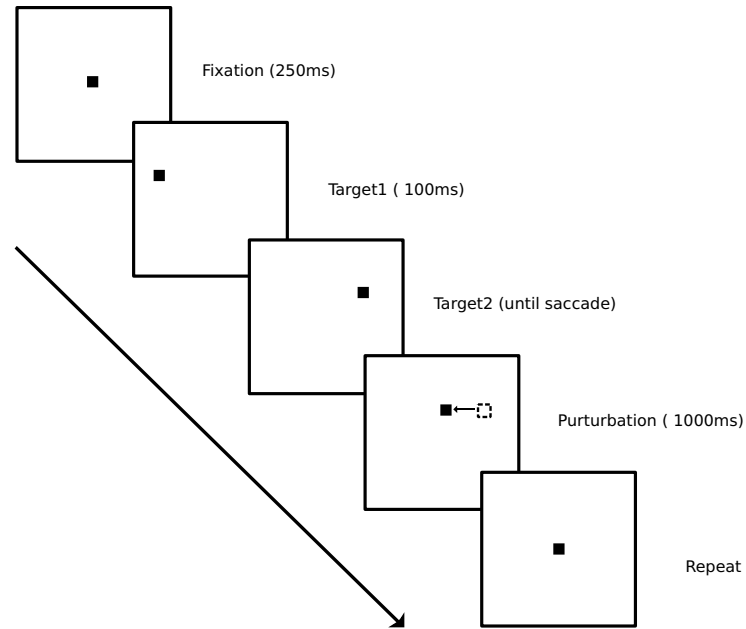 Fixation (250ms)
Target1 ( 100ms)
Target2 (until saccade)
Purturbation ( 1000ms)
Repeat